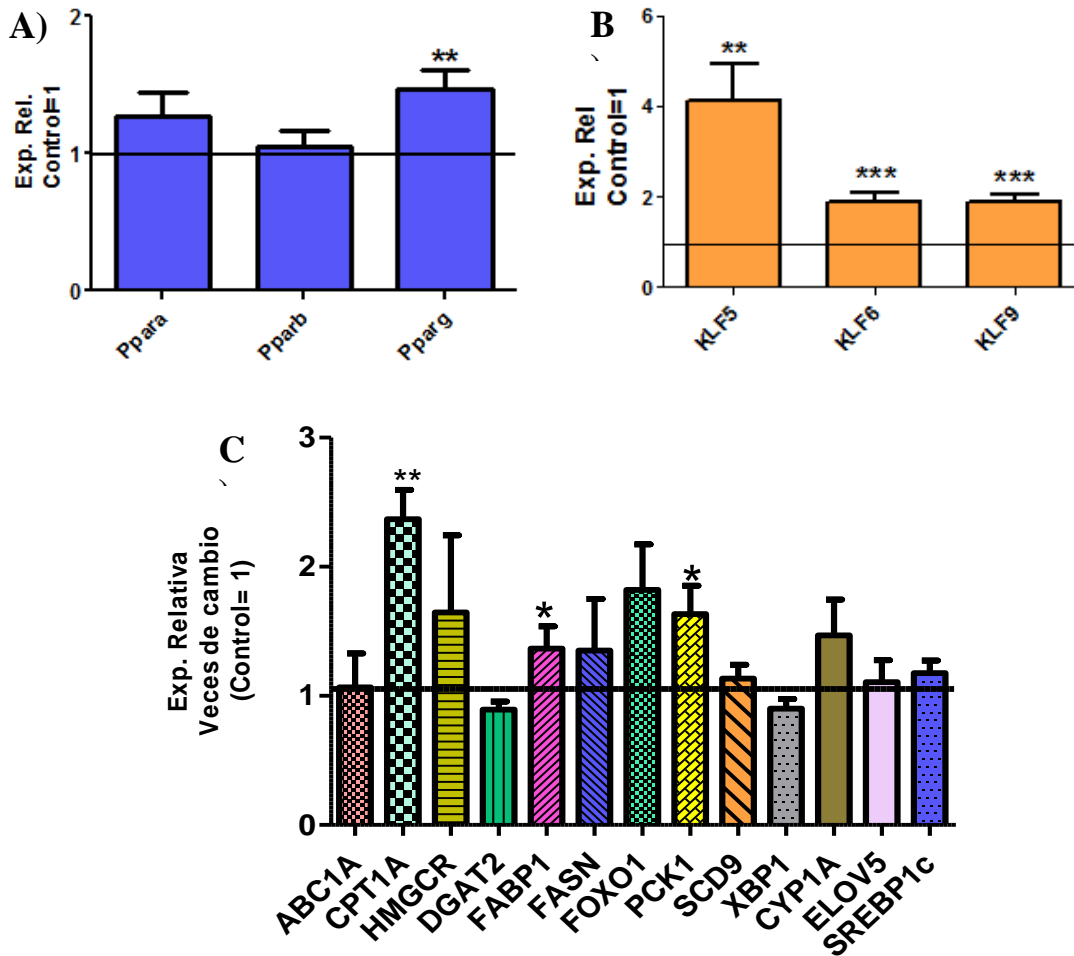 A)
2
1
0
Exp. Rel.
Control=1
**
Ppara
Pparb
Pparg
B
、
6
4
2
0
Exp. Rel
Control=1
**
***
***
KLF5
KLF6
KLF9
C
、
3
2
1
0
Exp. Relativa
Veces de cambio
(Control= 1)
**
*
*
ABC1A
CPT1A
HMGCR
DGAT2
FABP1
FASN
FOXO1
PCK1
SCD9
XBP1
CYP1A
ELOV5
SREBP1c